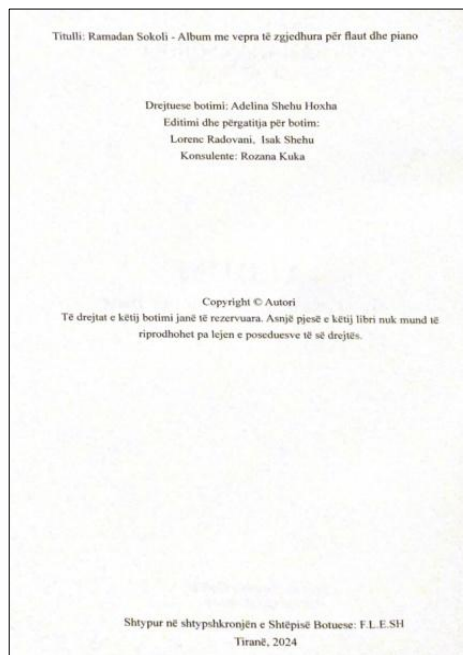 Titulli: Ramadan Sokoli - Album me vepra të zgjedhura për flaut dhe piano
Drejtuese botimi: Adelina Shehu Hoxha
Editimi dhe përgatitja për botim:
Lorenc Radovani, Isak Shehu
Konsulente: Rozana Kuka
Copyright © Autori
Të drejtat e këtij botimi janë të rezervuara. Asnjë pjesë e këtij libri nuk mund të
riprodhohet pa lejen e poseduesve të së drejtës.
Shtypur në shtypshkronjën e Shtëpisë Botuese: F.L.E.SH
Tiranë, 2024